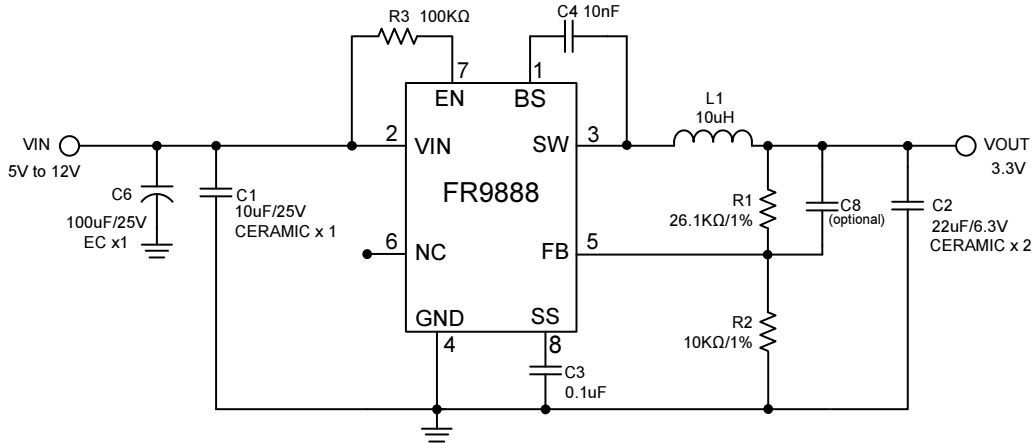 R3 100KΩ
C4 10nF
7
1
EN
BS
L1
10uH
VIN
5V to 12V
2
VIN
SW
3
VOUT
3.3V
FR9888
C6
100uF/25V
EC x1
C1
10uF/25V
CERAMIC x 1
R1
26.1KΩ/1%
C8
(optional)
C2
22uF/6.3V
CERAMIC x 2
6
NC
FB
5
GND
SS
4
8
R2
10KΩ/1%
C3
0.1uF